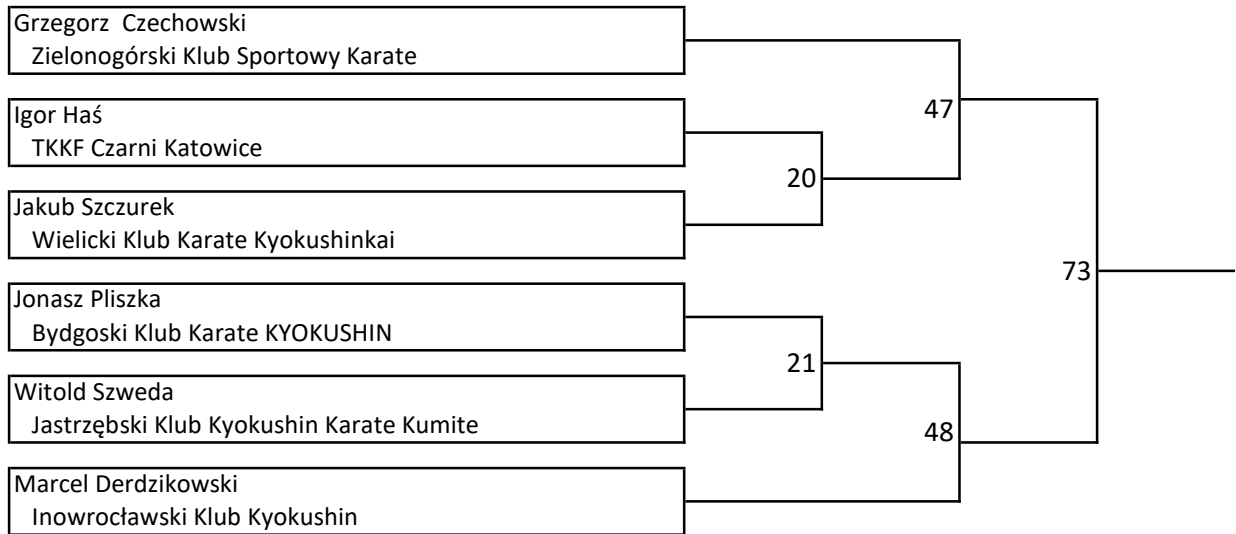 Grzegorz  Czechowski
Zielonogórski Klub Sportowy Karate
47
Igor Haś
TKKF Czarni Katowice
20
Jakub Szczurek
Wielicki Klub Karate Kyokushinkai
73
Jonasz Pliszka
Bydgoski Klub Karate KYOKUSHIN
21
Witold Szweda
Jastrzębski Klub Kyokushin Karate Kumite
48
Marcel Derdzikowski
Inowrocławski Klub Kyokushin